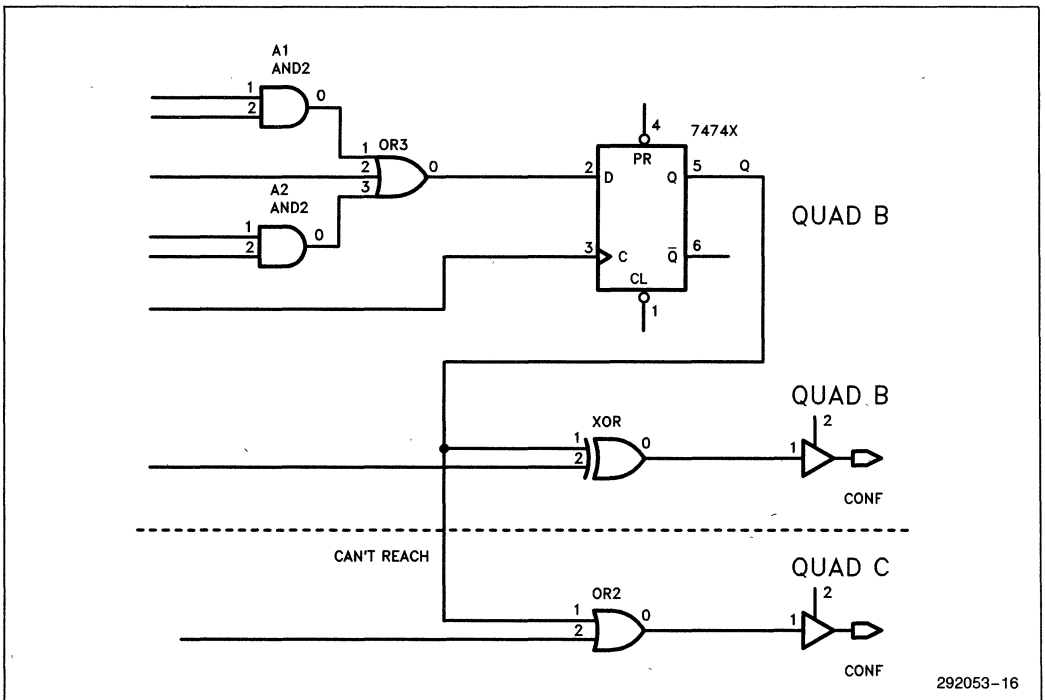 A1
AND2
1
2
0
OR3
1
2
3
0
A2
AND2
1
2
0
7474X
4
PR
2
D
Q
5
Q
QUAD B
3
C
Q̅
6
CL
1
QUAD B
XOR
1
2
0
1
2
CONF
CAN'T REACH
QUAD C
OR2
1
2
0
1
2
CONF
292053-16